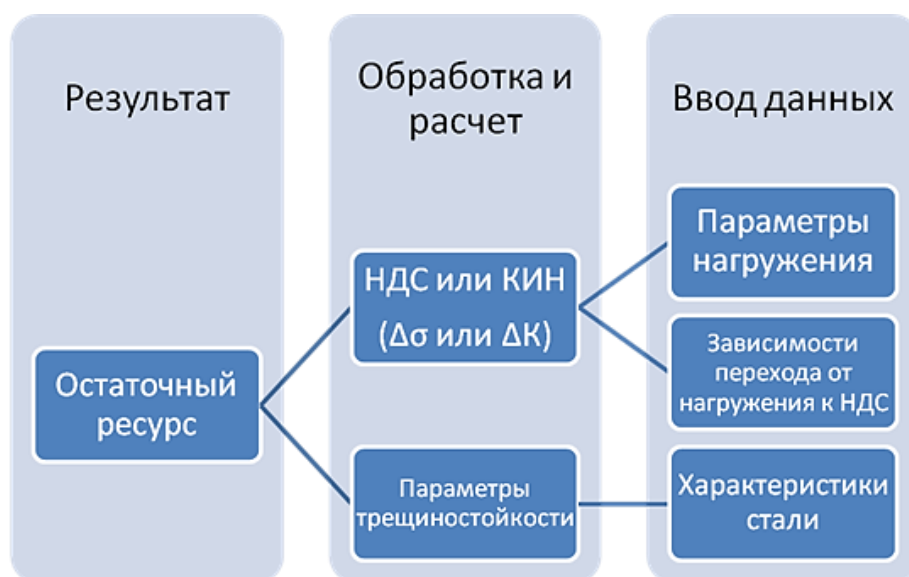 Результат
Обработка и
расчет
Ввод данных
Остаточный
ресурс
НДС или КИН
(Δσ или ΔК)
Параметры
трещиностойкости
Параметры
нагружения
Зависимости
перехода от
нагружения к НДС
Характеристики
стали